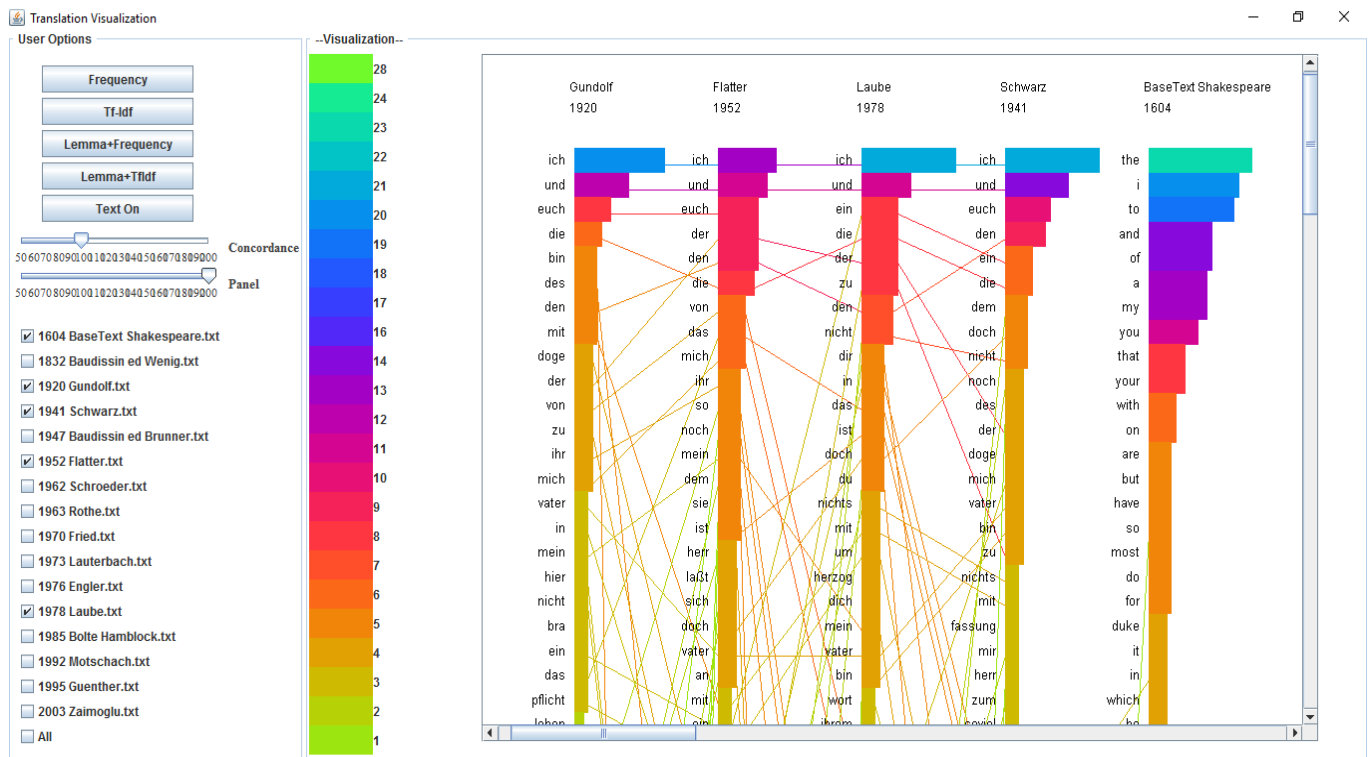 Translation Visualization
User Options
Frequency
Tf-Idf
Lemma+Frequency
Lemma+TfIdf
Text On
Concordance
Panel
1604 BaseText Shakespeare.txt
1832 Baudissin ed Wenig.txt
1920 Gundolf.txt
1941 Schwarz.txt
1947 Baudissin ed Brunner.txt
1952 Flatter.txt
1962 Schroeder.txt
1963 Rothe.txt
1970 Fried.txt
1973 Lauterbach.txt
1976 Engler.txt
1978 Laube.txt
1985 Bolte Hamblock.txt
1992 Motschach.txt
1995 Guenther.txt
2003 Zaimoglu.txt
All
--Visualization--
28
24
23
22
21
20
19
18
17
16
14
13
12
11
10
9
8
7
6
5
4
3
2
1
Gundolf Flatter Laube Schwarz BaseText Shakespeare
1920 1952 1978 1941 1604
ich ich ich ich the
und und und und i
euch euch ein euch to
die der die den and
bin den der ein of
des die zu die a
den von den dem my
mit das nicht doch you
doge mich dir nicht that
der ihr in noch your
von so das des with
zu noch ist der on
ihr mein doch doge are
mich dem du mich but
vater sie nichts vater have
in ist mit bin so
mein herr um zu most
hier laßt herzog nichts do
nicht sich dich mit for
bra doch mein fassung duke
ein vater vater mir it
das an bin herr in
pflicht mit wort zum which
leben ein ihrem soviel he